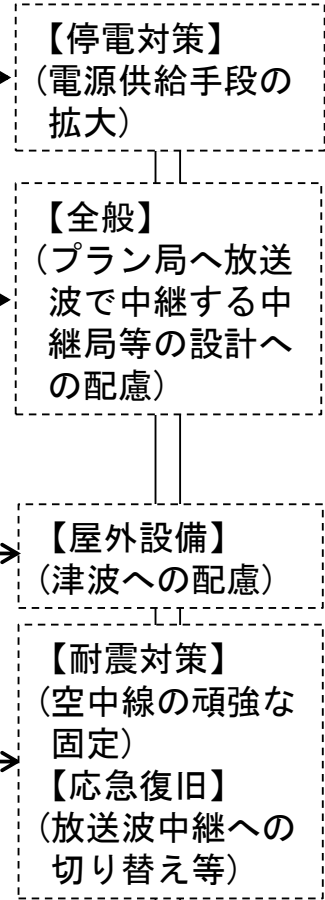 【停電対策】
(電源供給手段の
拡大)
【全般】
(プラン局へ放送
波で中継する中
継局等の設計へ
の配慮)
【屋外設備】
(津波への配慮)
【耐震対策】
(空中線の頑強な
固定)
【応急復旧】
(放送波中継への
切り替え等)